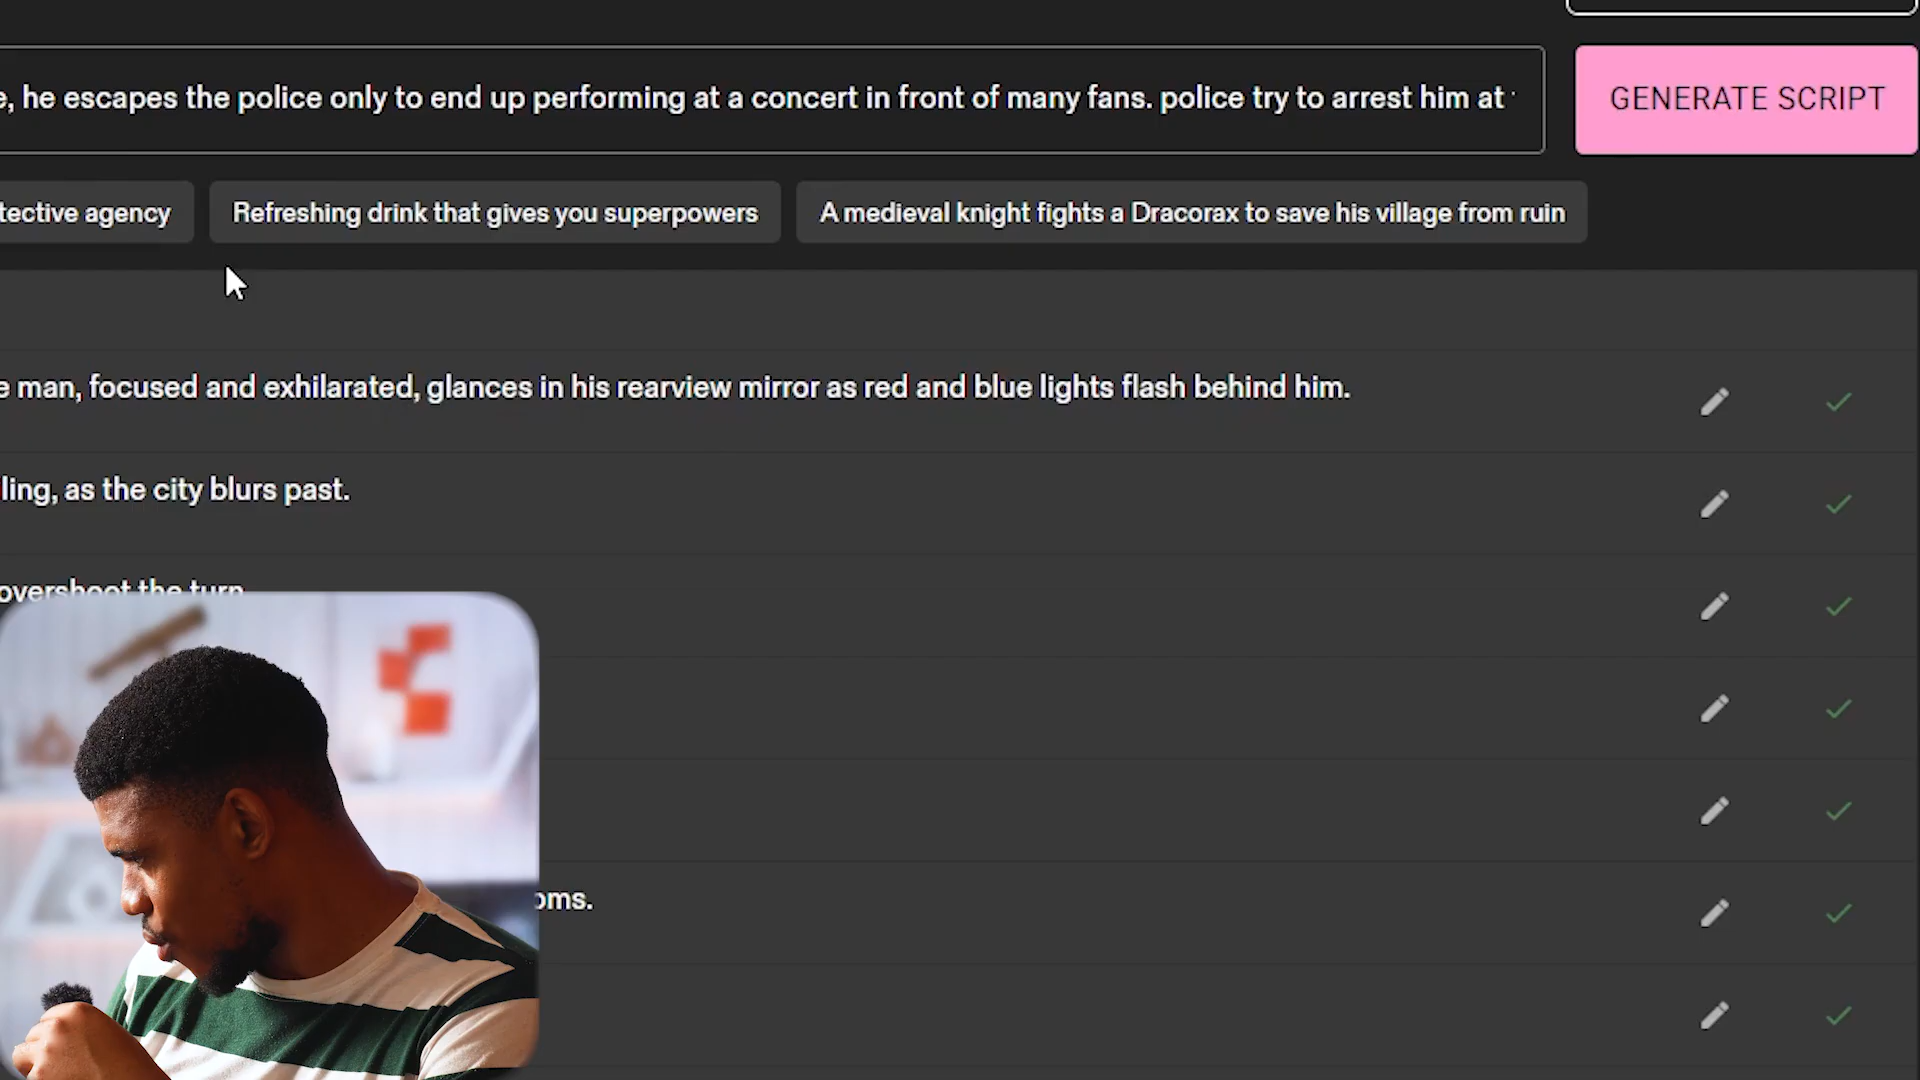 , he escapes the police only to end up performing at a concert in front of many fans. police try to arrest him at
GENERATE SCRIPT
agency
Refreshing drink that gives you superpowers
A medieval knight fights a Dracorax to save his village from ruin
man, focused and exhilarated, glances in his rearview mirror as red and blue lights flash behind him.
as the city blurs past.
overshoot the turn.